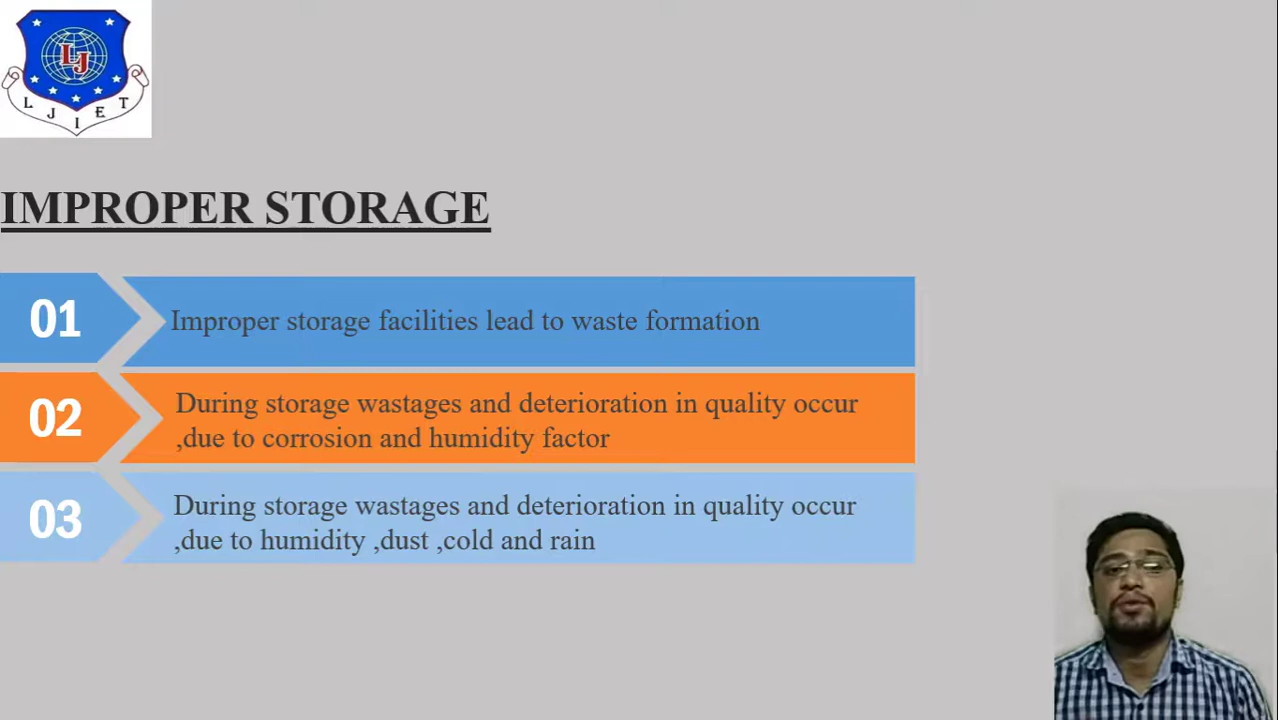 LJ
L J I E T
IMPROPER STORAGE
01
Improper storage facilities lead to waste formation
02
During storage wastages and deterioration in quality occur
,due to corrosion and humidity factor
03
During storage wastages and deterioration in quality occur
,due to humidity ,dust ,cold and rain